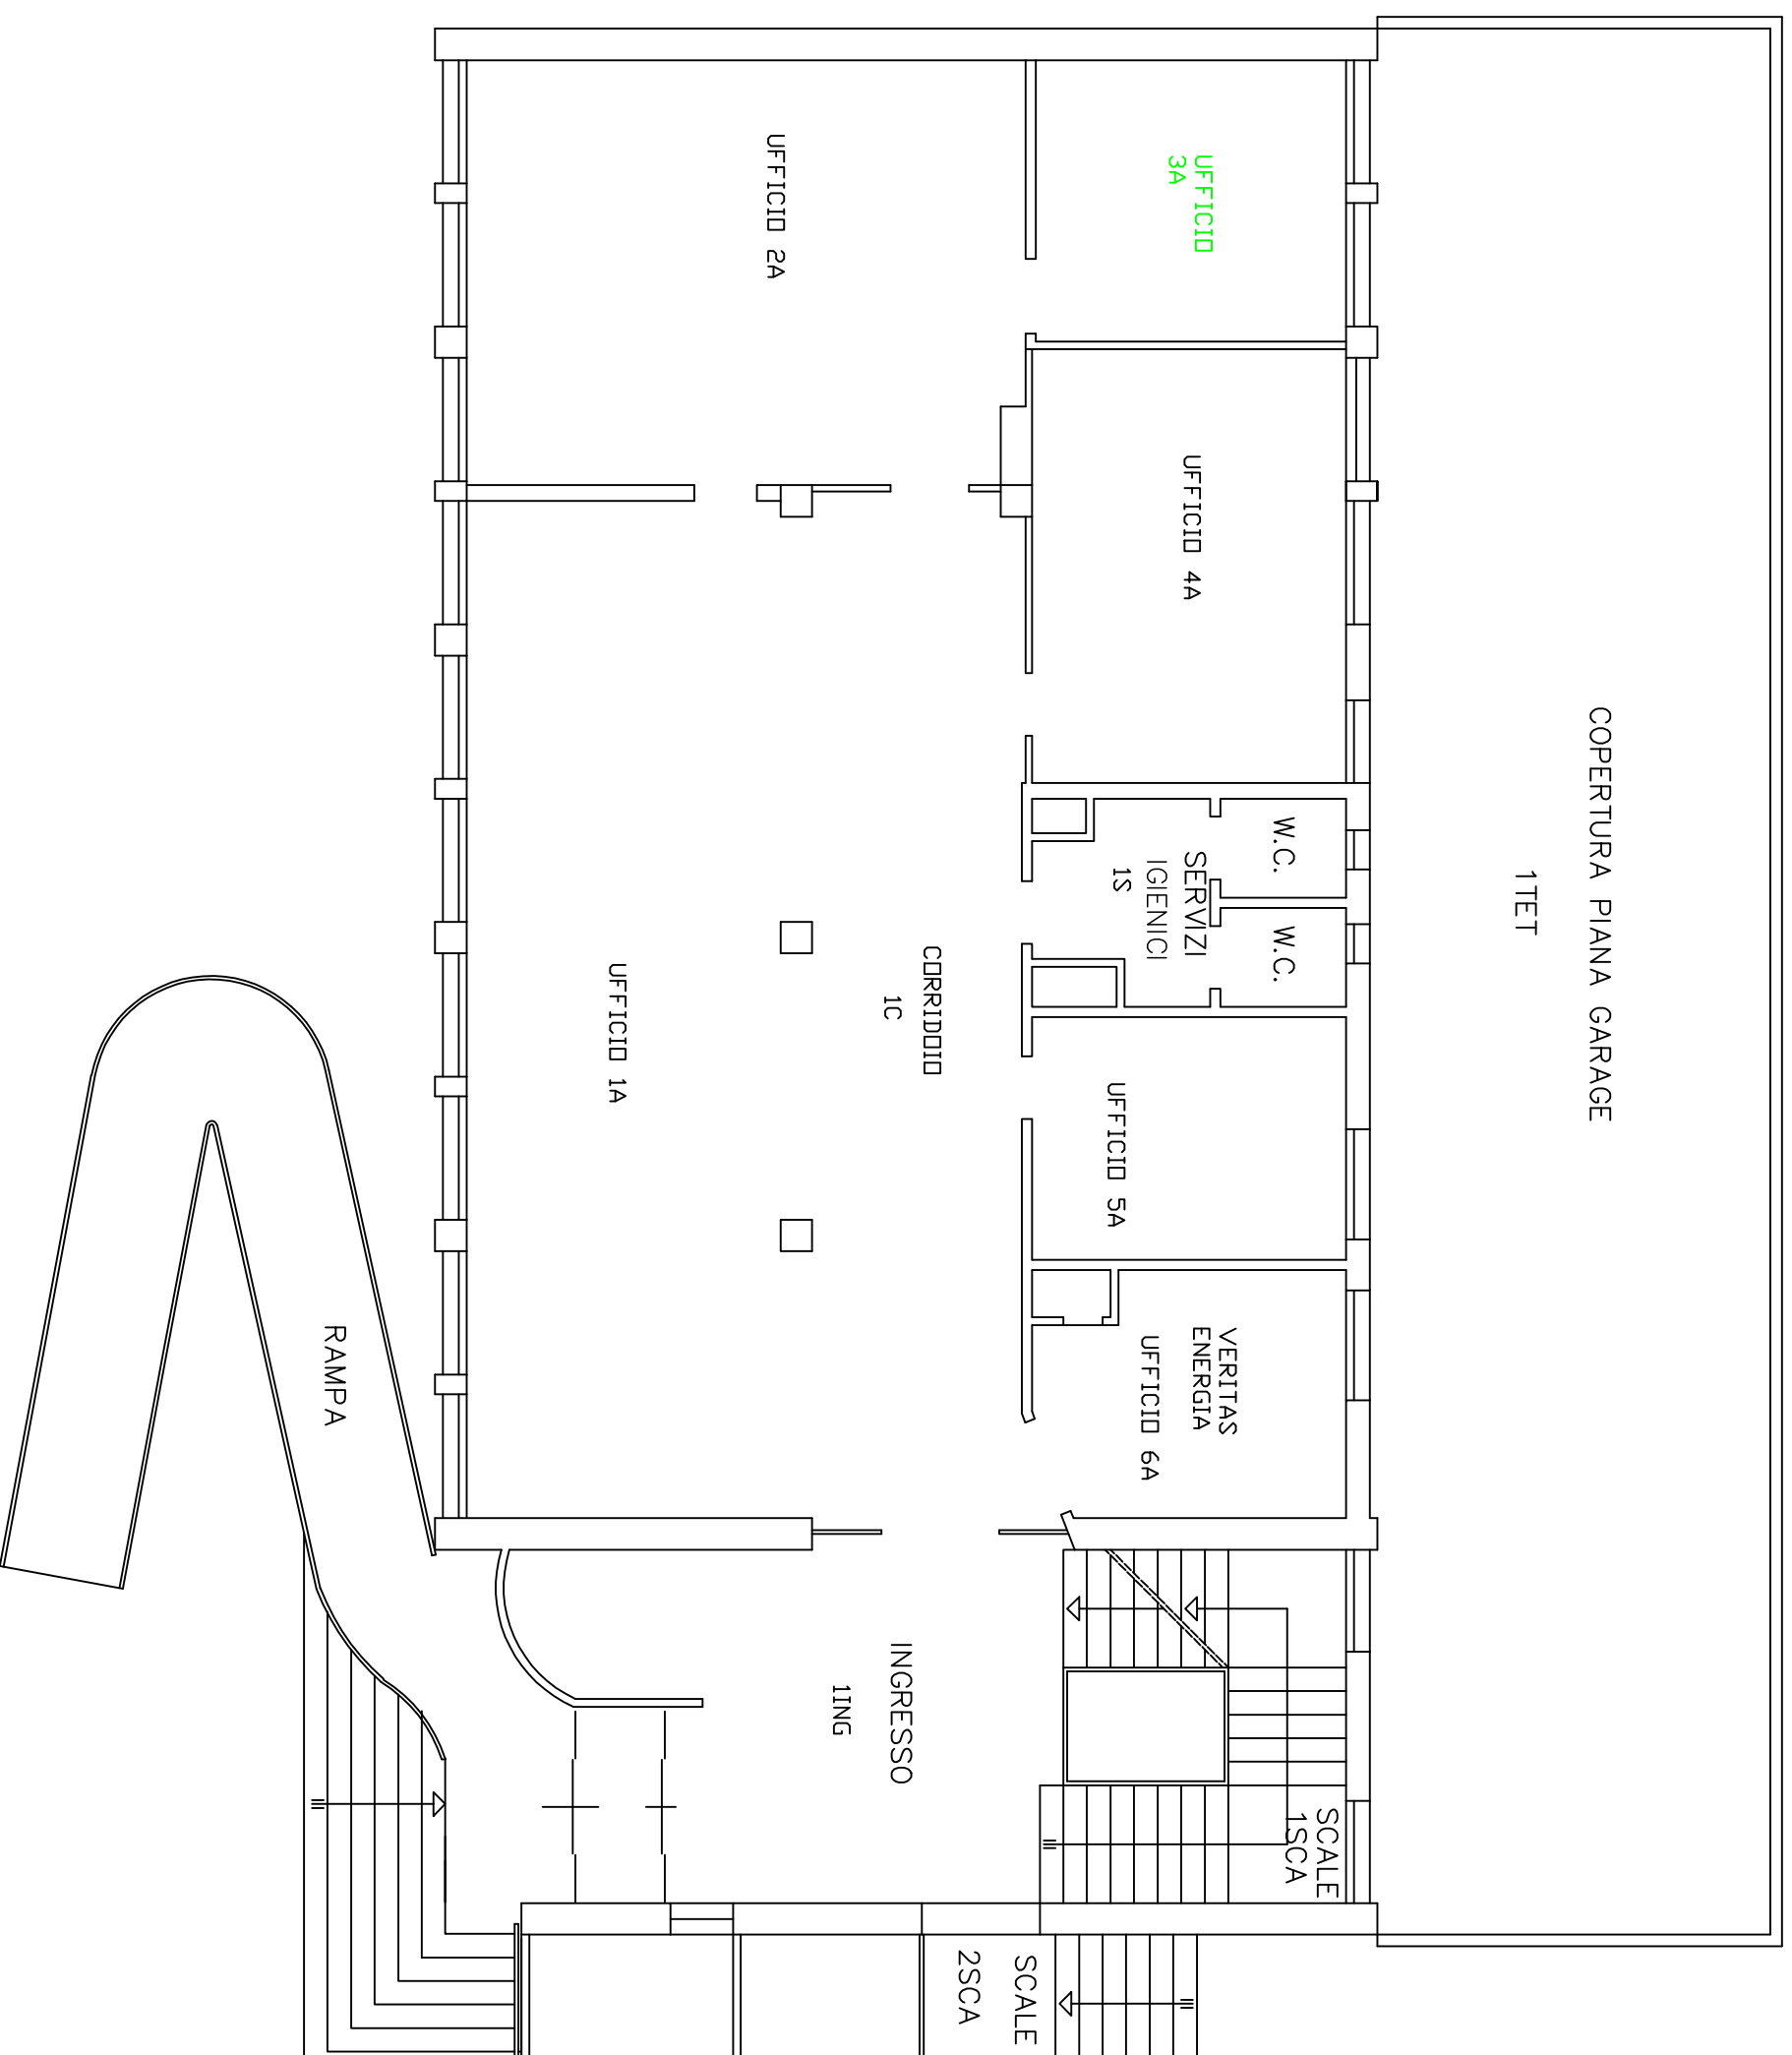 COPERTURA PIANA GARAGE
1TET
UFFICIO
3A
UFFICIO 4A
W.C.
W.C.
SERVIZI
IGIENICI
1S
UFFICIO 5A
VERITAS
ENERGIA
UFFICIO 6A
SCALE
1SCA
UFFICIO 2A
CORRIDOIO
1C
UFFICIO 1A
INGRESSO
1ING
SCALE
2SCA
RAMPA